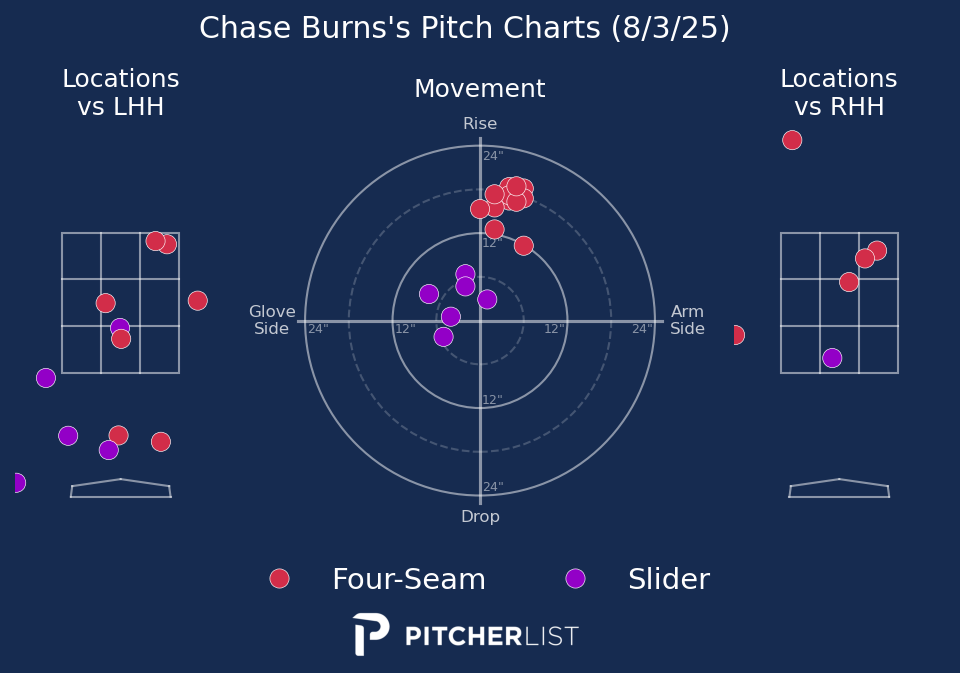 Chase Burns's Pitch Charts (8/3/25)
Locations
vs LHH
Movement
Locations
vs RHH
Rise
24"
12"
Glove
Side
24"
12"
12"
24"
Arm
Side
12"
24"
Drop
Four-Seam
Slider
PITCHERLIST